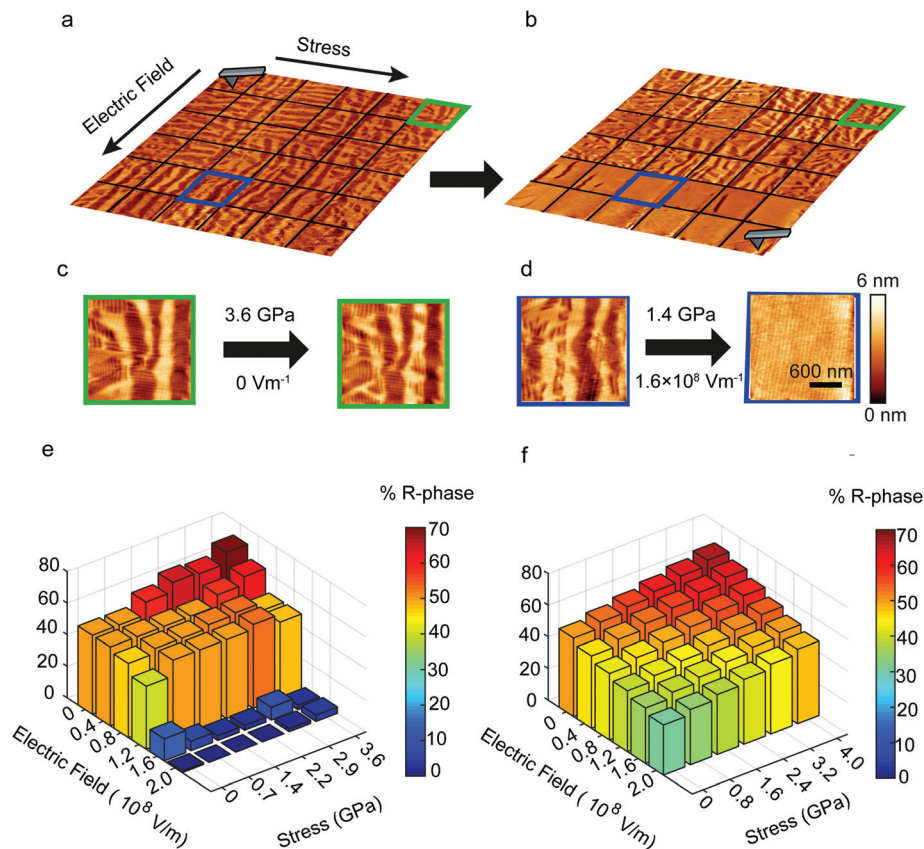 a
b
Stress
Electric Field
c
d
3.6 GPa
0 Vm⁻¹
1.4 GPa
1.6×10⁸ Vm⁻¹
600 nm
6 nm
0 nm
e
f
-
% R-phase
% R-phase
80
60
40
20
0
0
0.4
0.8
1.2
1.6
2.0
Electric Field ( 10⁸ V/m)
0
0.7
1.4
2.2
2.9
3.6
Stress (GPa)
70
60
50
40
30
20
10
0
80
60
40
20
0
0
0.4
0.8
1.2
1.6
2.0
Electric Field ( 10⁸ V/m)
0
0.8
1.6
2.4
3.2
4.0
Stress (GPa)
70
60
50
40
30
20
10
0